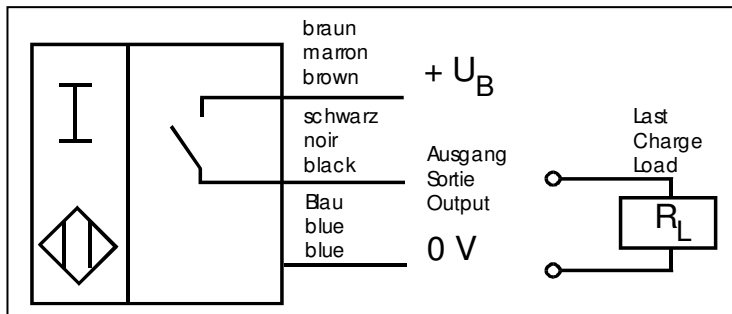 braun
marron
brown
+ U_B
schwarz
noir
black
Ausgang
Sortie
Output
Last
Charge
Load
R_L
Blau
blue
blue
0 V